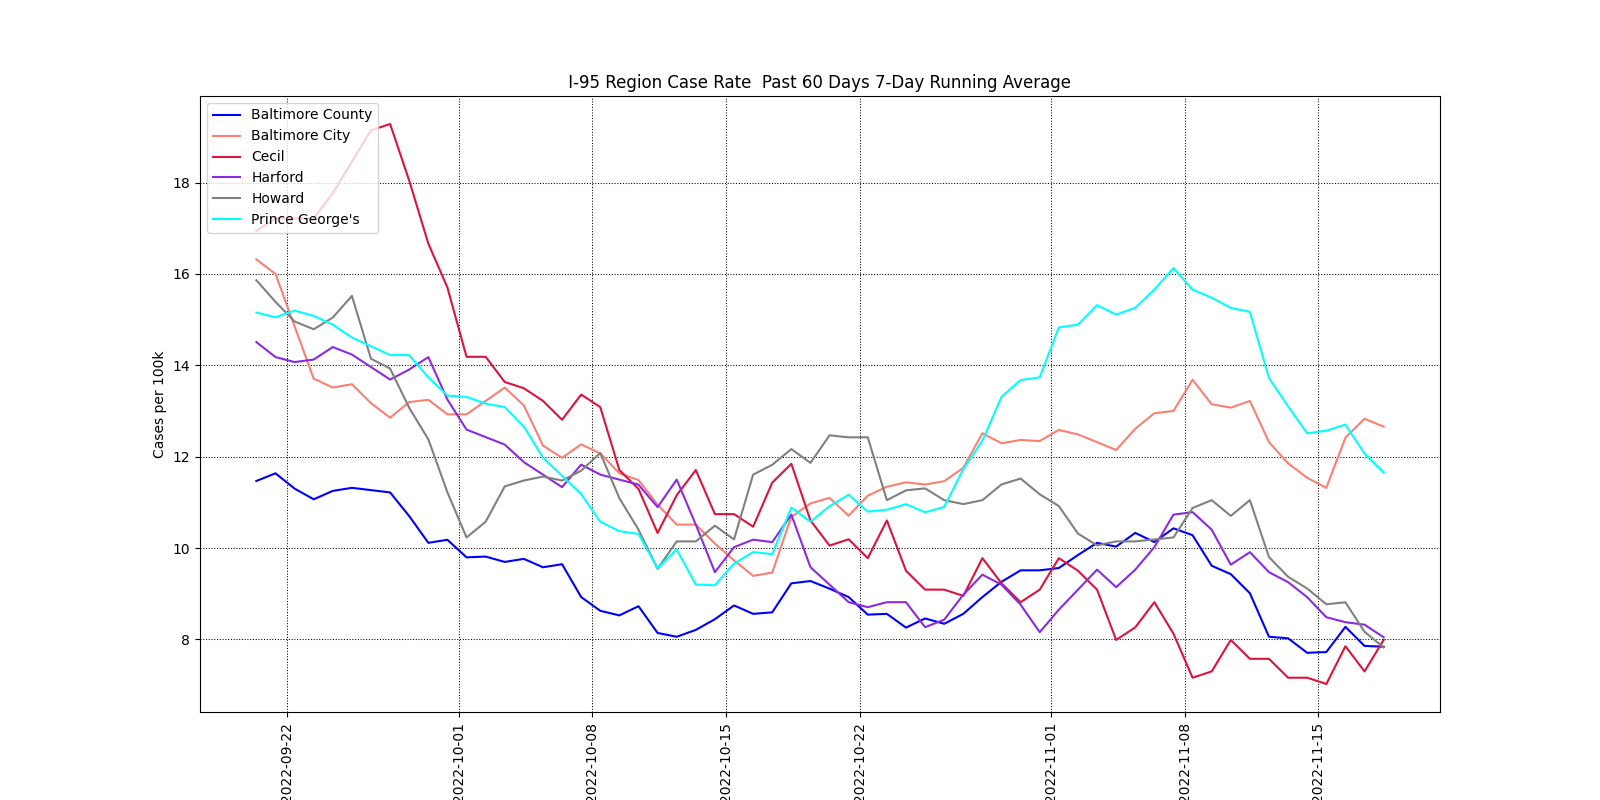 I-95 Region Case Rate  Past 60 Days 7-Day Running Average
Baltimore County
Baltimore City
Cecil
Harford
Howard
Prince George's
Cases per 100k
18
16
14
12
10
8
2022-09-22
2022-10-01
2022-10-08
2022-10-15
2022-10-22
2022-11-01
2022-11-08
2022-11-15